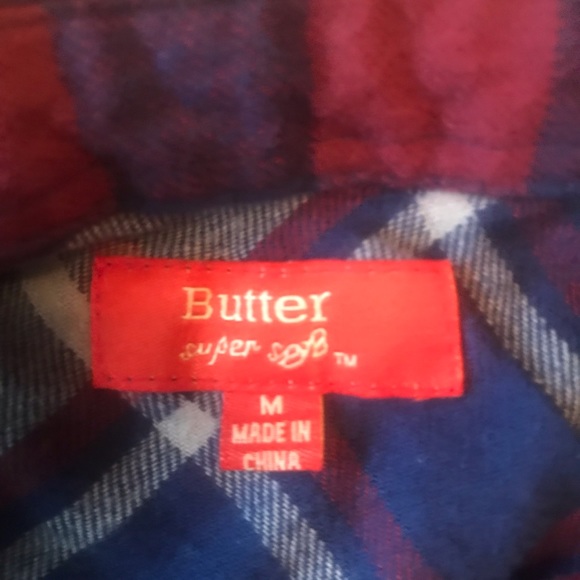 Butter
super soft TM
M
MADE IN
CHINA